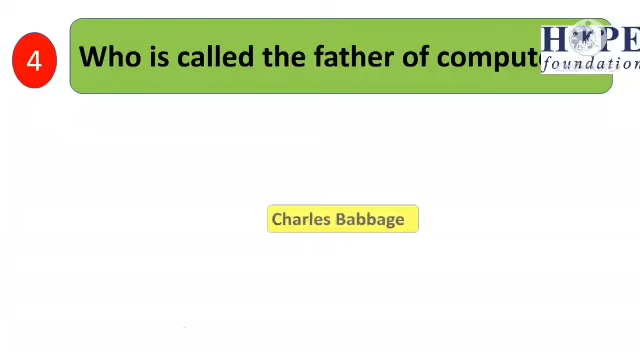 4
Who is called the father of comput
HOPE
foundation
Charles Babbage